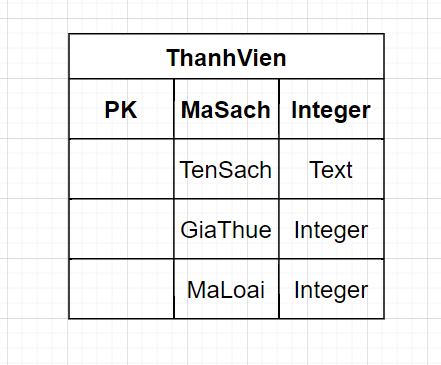 ThanhVien
PK MaSach Integer
TenSach Text
GiaThue Integer
MaLoai Integer